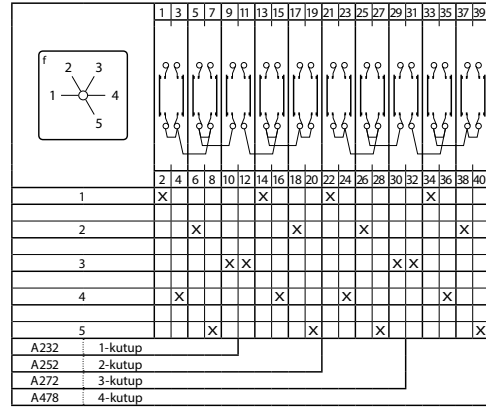 1 3 5 7 9 11 13 15 17 19 21 23 25 27 29 31 33 35 37 39
f
2 3
1 4
5
2 4 6 8 10 12 14 16 18 20 22 24 26 28 30 32 34 36 38 40
1 X X X X
2 X X X X
3 X X X X
4 X X X X
5 X X X X
A232 1-kutup
A252 2-kutup
A272 3-kutup
A478 4-kutup